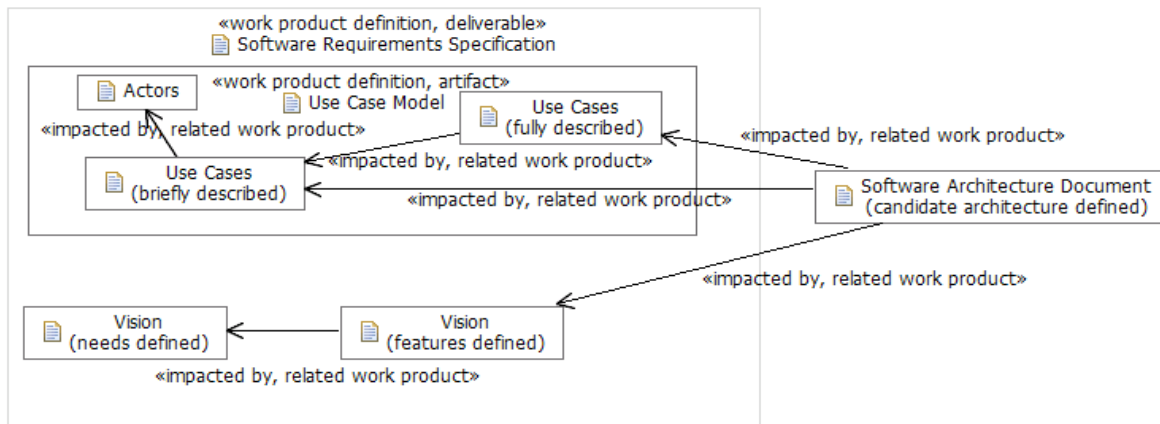 «work product definition, deliverable»
Software Requirements Specification
«work product definition, artifact»
Actors
Use Case Model
Use Cases
(fully described)
«impacted by, related work product»
«impacted by, related work product»
«impacted by, related work product»
Use Cases
(briefly described)
«impacted by, related work product»
Software Architecture Document
(candidate architecture defined)
«impacted by, related work product»
Vision
(needs defined)
Vision
(features defined)
«impacted by, related work product»